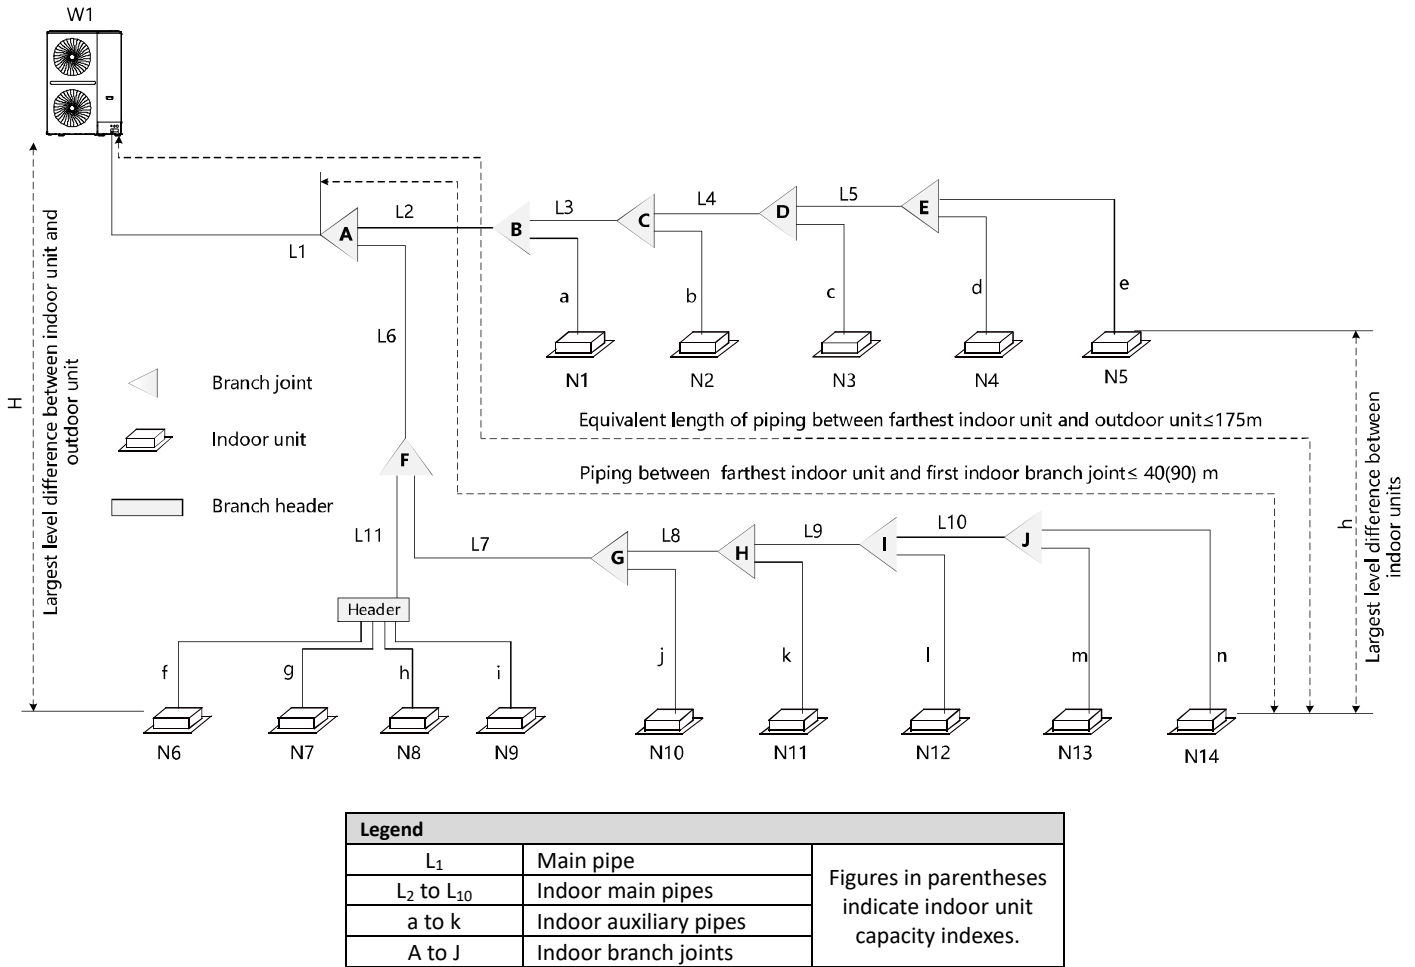 W1
L1
A
L2
B
L3
C
L4
D
L5
E
a
b
c
d
e
N1
N2
N3
N4
N5
L6
H
Largest level difference between indoor unit and
outdoor unit
Branch joint
Indoor unit
Branch header
Equivalent length of piping between farthest indoor unit and outdoor unit≤175m
Piping between farthest indoor unit and first indoor branch joint≤ 40(90) m
h
Largest level difference between
indoor units
F
L11
L7
G
L8
H
L9
I
L10
J
Header
f
g
h
i
j
k
l
m
n
N6
N7
N8
N9
N10
N11
N12
N13
N14
Legend
L1
Main pipe
L2 to L10
Indoor main pipes
a to k
Indoor auxiliary pipes
A to J
Indoor branch joints
Figures in parentheses
indicate indoor unit
capacity indexes.